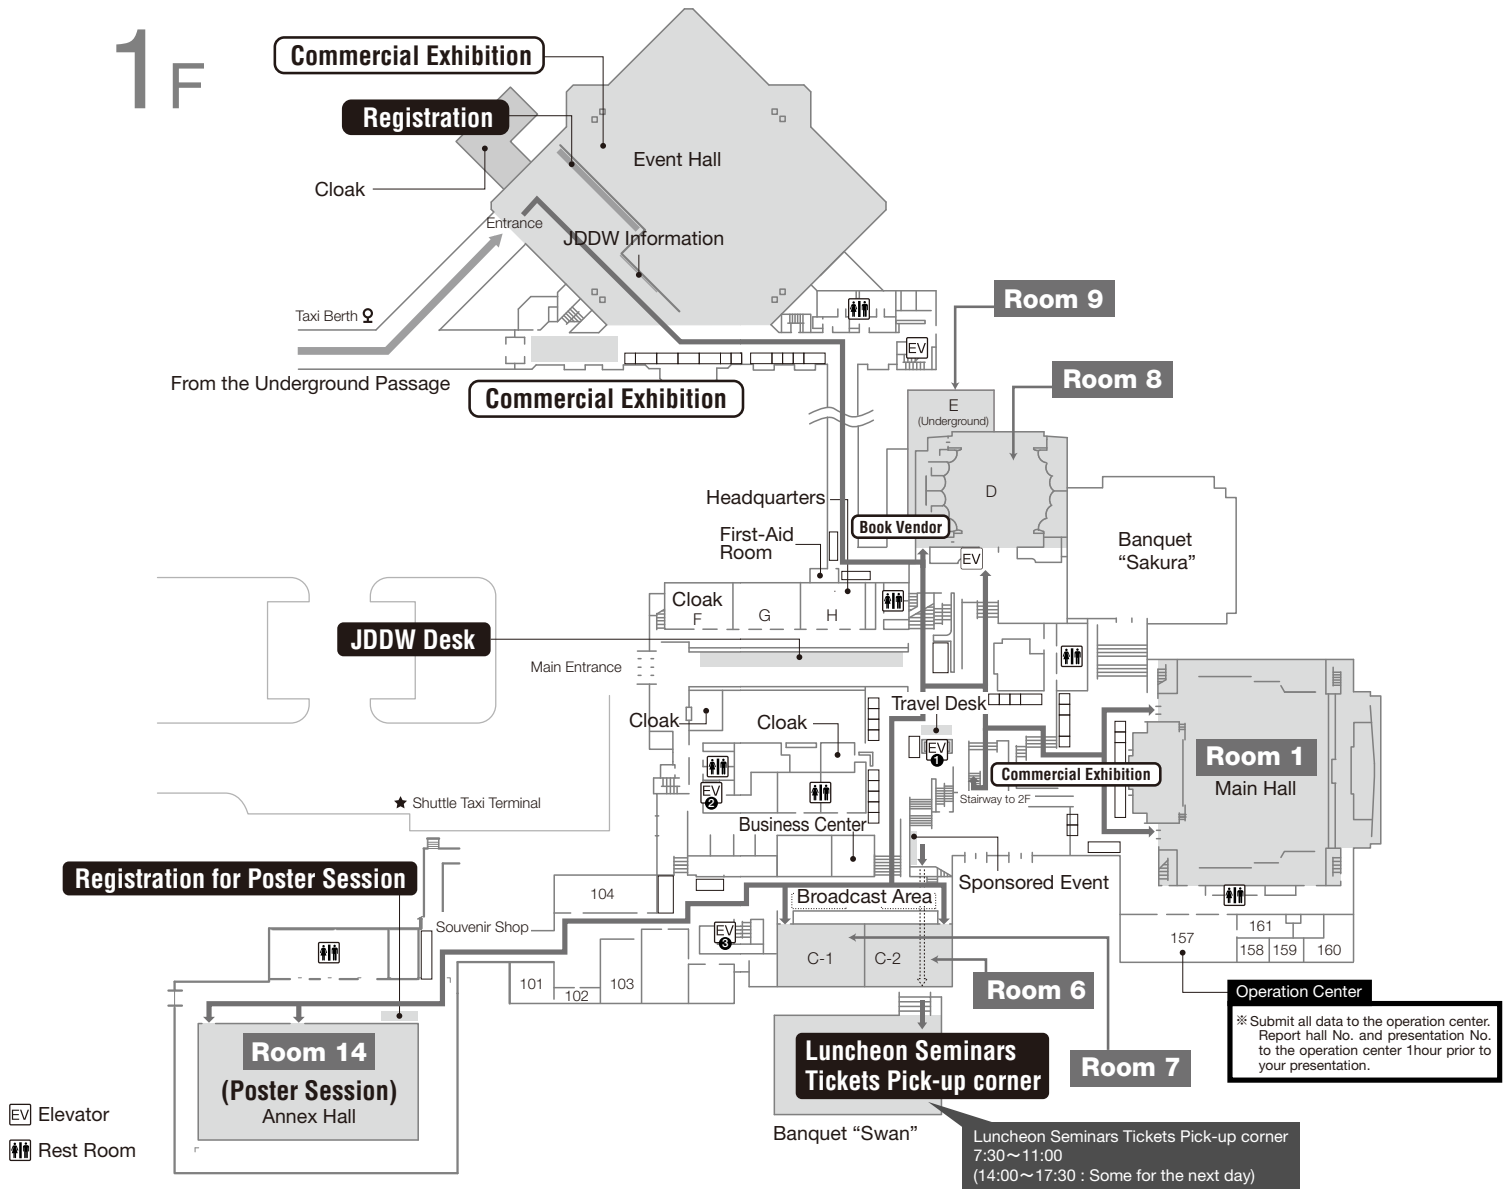 1F
Commercial Exhibition
Registration
Event Hall
Cloak
Entrance
JDDW Information
Taxi Berth
From the Underground Passage
Commercial Exhibition
EV
Room 9
Room 8
E
(Underground)
D
Headquarters
Book Vendor
First-Aid
Room
EV
Banquet
“Sakura”
Cloak
F
G
H
JDDW Desk
Main Entrance
Travel Desk
Cloak
Cloak
EV
1
EV
2
Room 1
Main Hall
Commercial Exhibition
Stairway to 2F
★ Shuttle Taxi Terminal
Business Center
Registration for Poster Session
Sponsored Event
Broadcast Area
104
Souvenir Shop
EV
3
C-1
C-2
101
102
103
157
161
158
159
160
Room 6
Operation Center
※Submit all data to the operation center.
Report hall No. and presentation No.
to the operation center 1hour prior to
your presentation.
Room 14
(Poster Session)
Annex Hall
Luncheon Seminars
Tickets Pick-up corner
Room 7
EV Elevator
Rest Room
Banquet “Swan”
Luncheon Seminars Tickets Pick-up corner
7:30～11:00
(14:00～17:30 : Some for the next day)